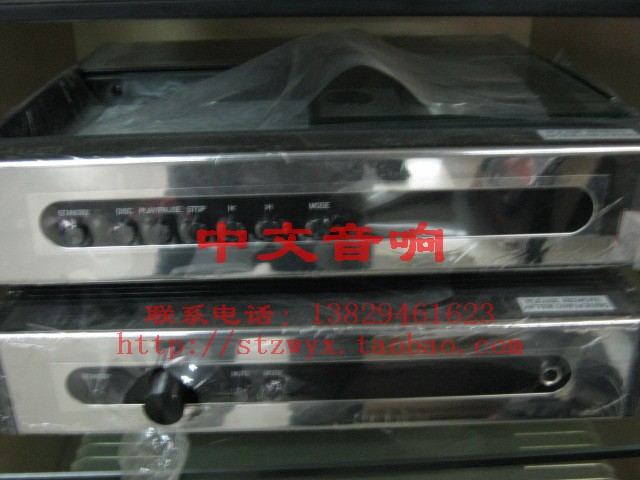 STANDBY DISC PLAY/PAUSE STOP MODE
中文音响
联系电话: 13829461623
http://stzwyx.taobao.com